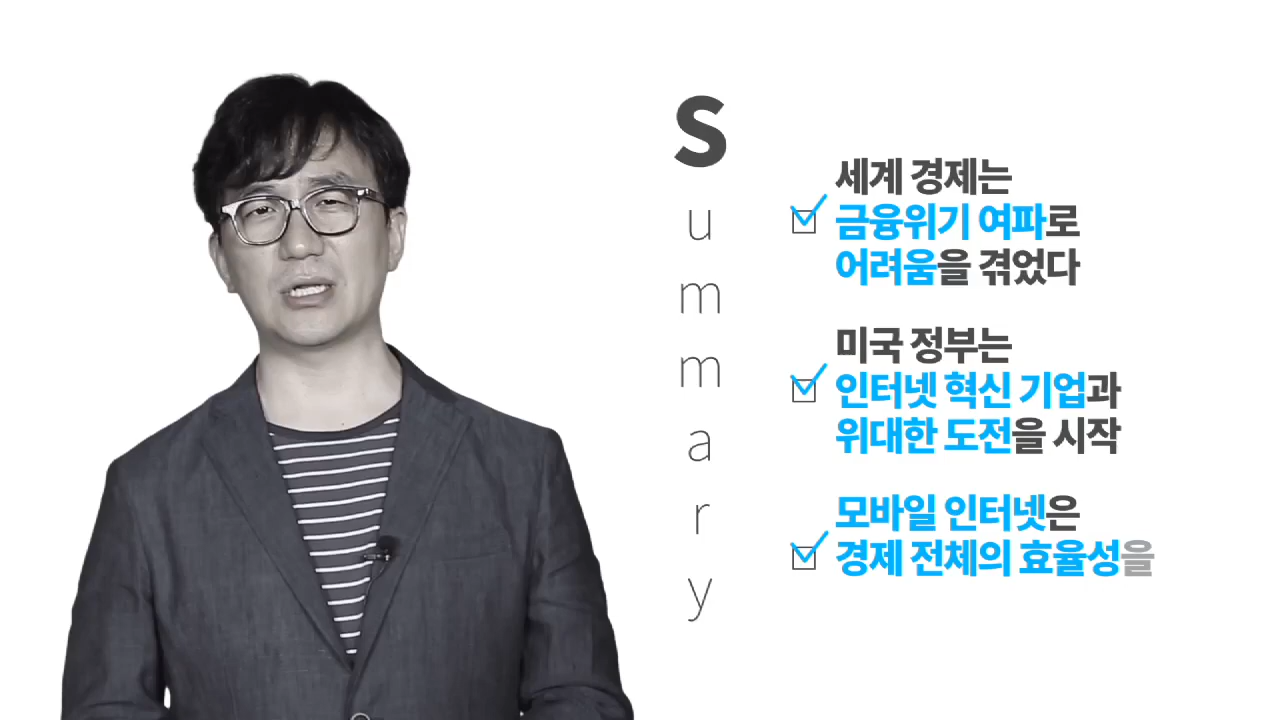 Summary
세계 경제는
금융위기 여파로
어려움을 겪었다
미국 정부는
인터넷 혁신 기업과
위대한 도전을 시작
모바일 인터넷은
경제 전체의 효율성을